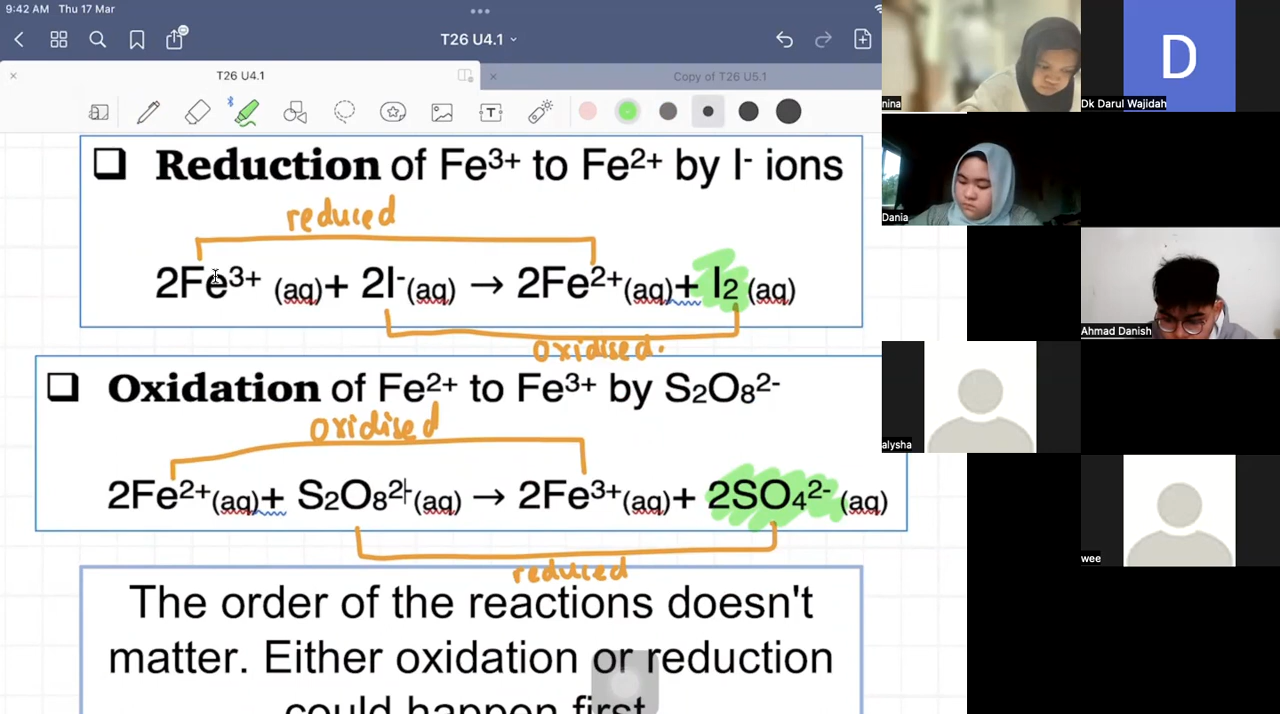 9:42 AM Thu 17 Mar
T26 U4.1
T26 U4.1
Copy of T26 U5.1
T
❑ Reduction of Fe3+ to Fe2+ by I- ions
reduced
2Fe3+ (aq)+ 2I-(aq) → 2Fe2+(aq)+ I2 (aq)
oxidised.
❑ Oxidation of Fe2+ to Fe3+ by S2O82-
oxidised
2Fe2+(aq)+ S2O82-(aq) → 2Fe3+(aq)+ 2SO42- (aq)
reduced
The order of the reactions doesn't
matter. Either oxidation or reduction
could happen first.
nina
D
Dk Darul Wajidah
Dania
Ahmad Danish
alysha
wee